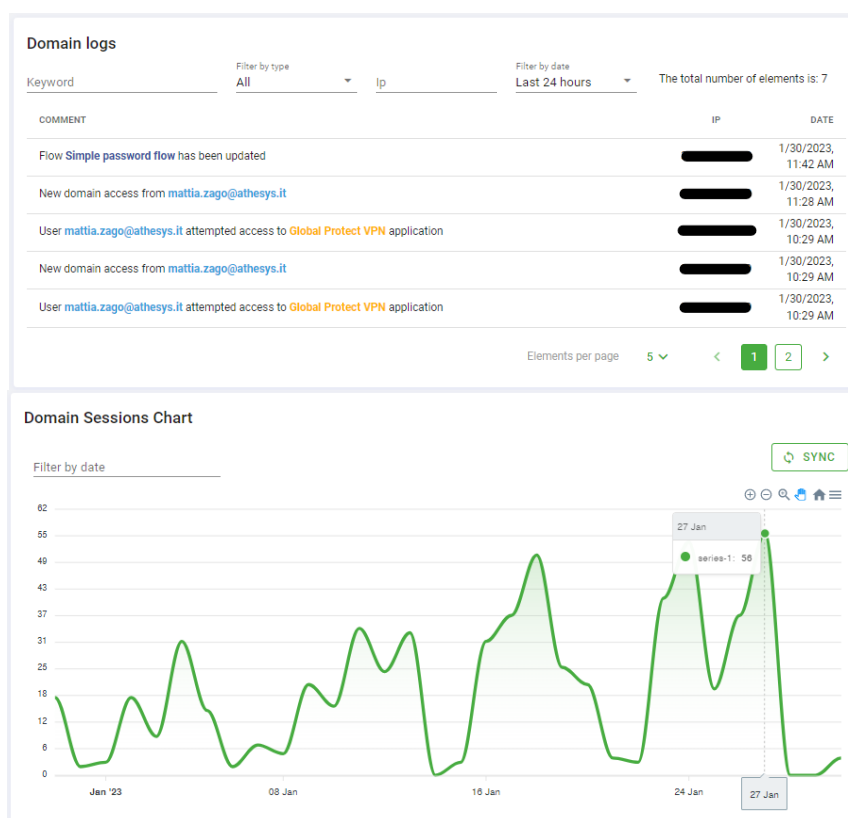 Domain logs
Keyword
Filter by type
All
Ip
Filter by date
Last 24 hours
The total number of elements is: 7
COMMENT IP DATE
Flow Simple password flow has been updated 1/30/2023, 11:42 AM
New domain access from mattia.zago@athesys.it 1/30/2023, 11:28 AM
User mattia.zago@athesys.it attempted access to Global Protect VPN application 1/30/2023, 10:29 AM
New domain access from mattia.zago@athesys.it 1/30/2023, 10:29 AM
User mattia.zago@athesys.it attempted access to Global Protect VPN application 1/30/2023, 10:29 AM
Elements per page 5 1 2
Domain Sessions Chart
Filter by date
SYNC
62
55
49
43
37
31
25
18
12
6
0
27 Jan
series-1: 56
Jan '23 08 Jan 16 Jan 24 Jan 27 Jan